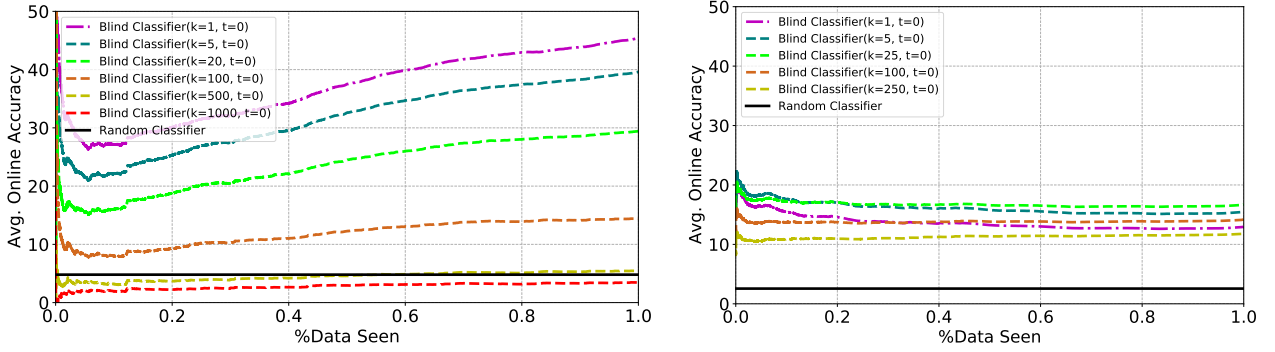 Avg. Online Accuracy
50
40
30
20
10
0
Blind Classifier(k=1, t=0)
Blind Classifier(k=5, t=0)
Blind Classifier(k=20, t=0)
Blind Classifier(k=100, t=0)
Blind Classifier(k=500, t=0)
Blind Classifier(k=1000, t=0)
Random Classifier
0.0 0.2 0.4 0.6 0.8 1.0
%Data Seen
Avg. Online Accuracy
50
40
30
20
10
0
Blind Classifier(k=1, t=0)
Blind Classifier(k=5, t=0)
Blind Classifier(k=25, t=0)
Blind Classifier(k=100, t=0)
Blind Classifier(k=250, t=0)
Random Classifier
0.0 0.2 0.4 0.6 0.8 1.0
%Data Seen